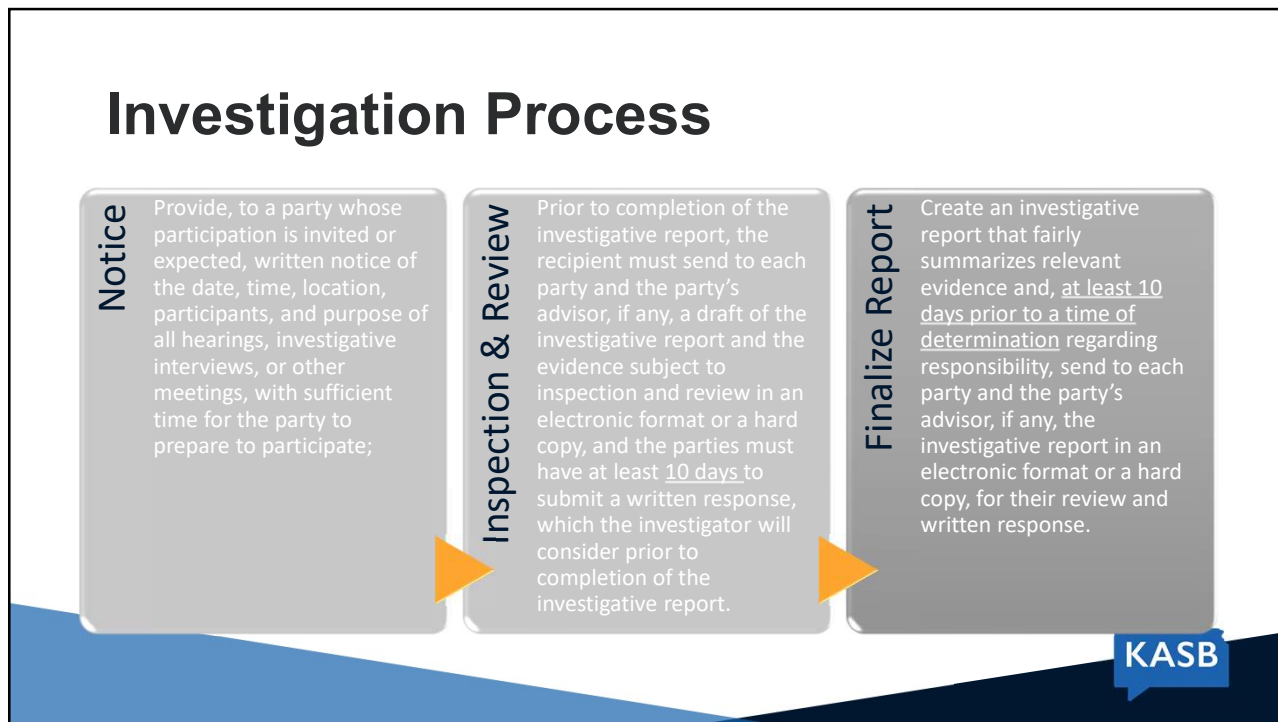 Investigation Process
Notice
Provide, to a party whose
participation is invited or
expected, written notice of
the date, time, location,
participants, and purpose of
all hearings, investigative
interviews, or other
meetings, with sufficient
time for the party to
prepare to participate;
Inspection & Review
Prior to completion of the
investigative report, the
recipient must send to each
party and the party's
advisor, if any, a draft of the
investigative report and the
evidence subject to
inspection and review in an
electronic format or a hard
copy, and the parties must
have at least 10 days to
submit a written response,
which the investigator will
consider prior to
completion of the
investigative report.
Finalize Report
Create an investigative
report that fairly
summarizes relevant
evidence and, at least 10
days prior to a time of
determination regarding
responsibility, send to each
party and the party's
advisor, if any, the
investigative report in an
electronic format or a hard
copy, for their review and
written response.
KASB